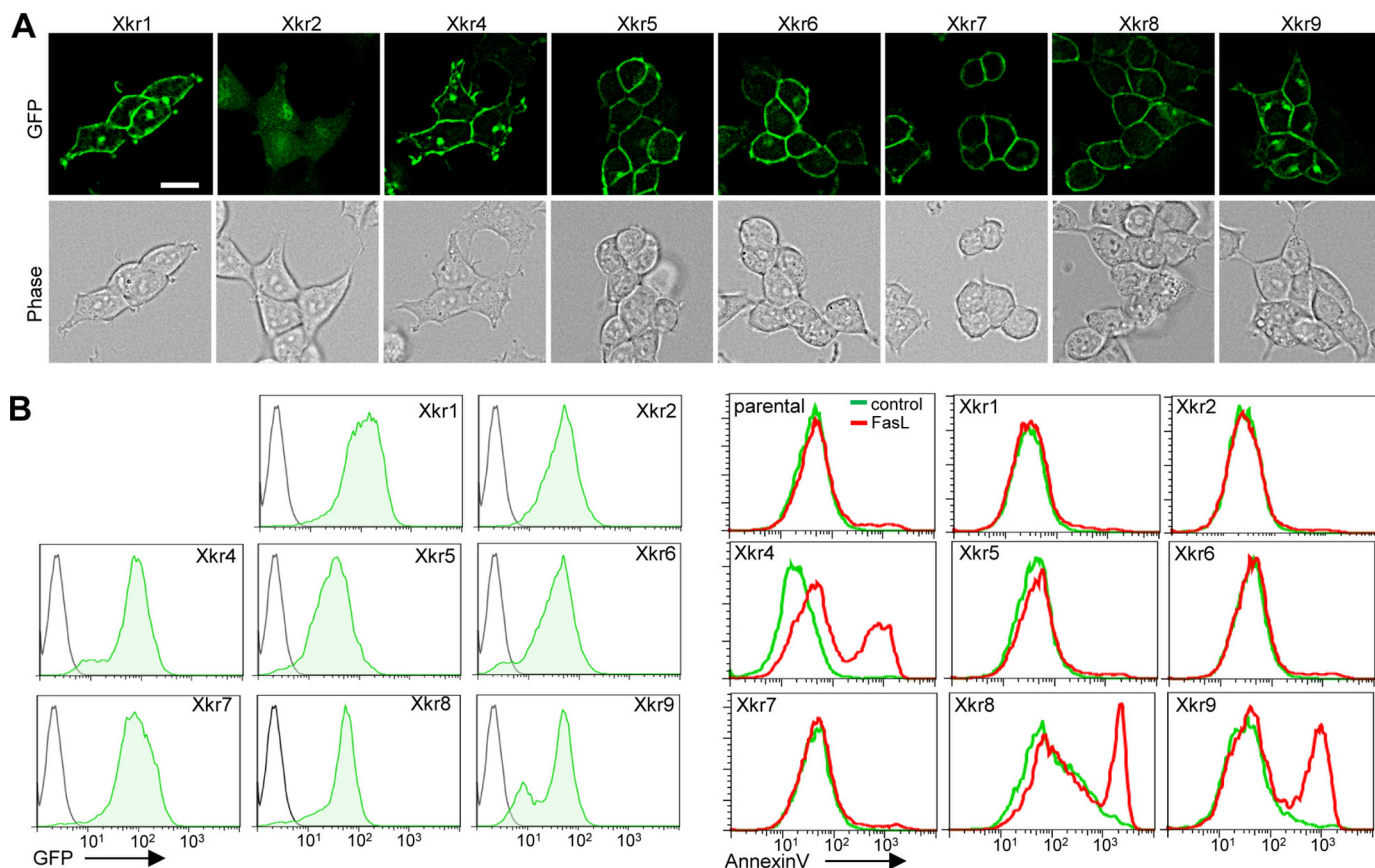 A
Xkr1 Xkr2 Xkr4 Xkr5 Xkr6 Xkr7 Xkr8 Xkr9
GFP
Phase
B
Xkr1 Xkr2
Xkr4 Xkr5 Xkr6
Xkr7 Xkr8 Xkr9
10¹ 10² 10³ 10¹ 10² 10³ 10¹ 10² 10³
GFP
parental control FasL Xkr1 Xkr2
Xkr4 Xkr5 Xkr6
Xkr7 Xkr8 Xkr9
10¹ 10² 10³ 10¹ 10² 10³ 10¹ 10² 10³
AnnexinV